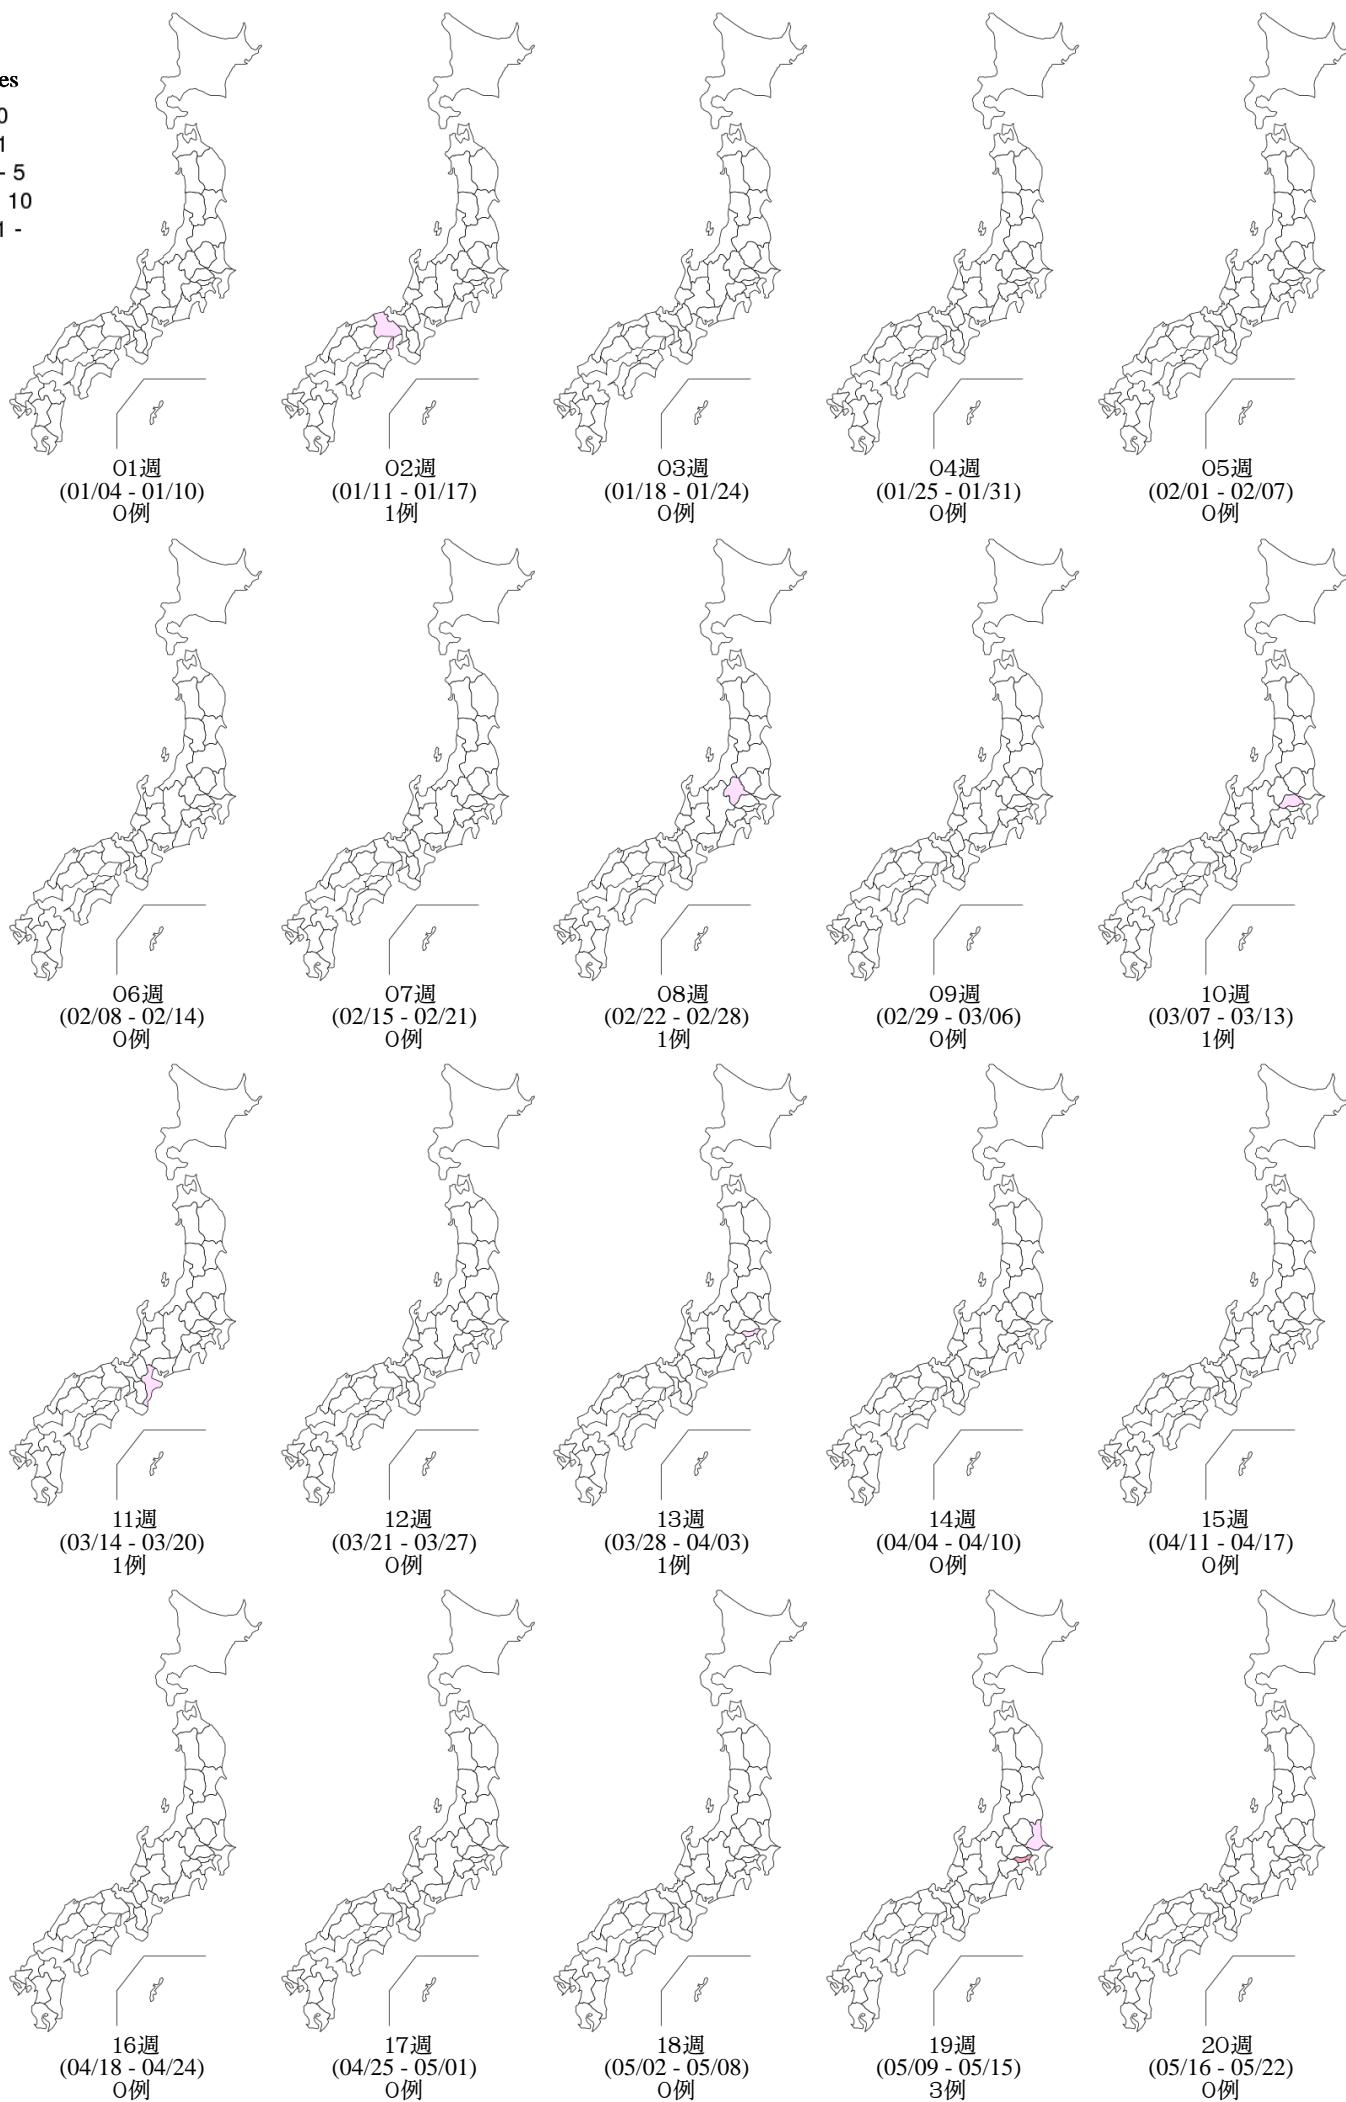 es
0
1
- 5
10
1 -
01週
(01/04 - 01/10)
0例
02週
(01/11 - 01/17)
1例
03週
(01/18 - 01/24)
0例
04週
(01/25 - 01/31)
0例
05週
(02/01 - 02/07)
0例
06週
(02/08 - 02/14)
0例
07週
(02/15 - 02/21)
0例
08週
(02/22 - 02/28)
1例
09週
(02/29 - 03/06)
0例
10週
(03/07 - 03/13)
1例
11週
(03/14 - 03/20)
1例
12週
(03/21 - 03/27)
0例
13週
(03/28 - 04/03)
1例
14週
(04/04 - 04/10)
0例
15週
(04/11 - 04/17)
0例
16週
(04/18 - 04/24)
0例
17週
(04/25 - 05/01)
0例
18週
(05/02 - 05/08)
0例
19週
(05/09 - 05/15)
3例
20週
(05/16 - 05/22)
0例